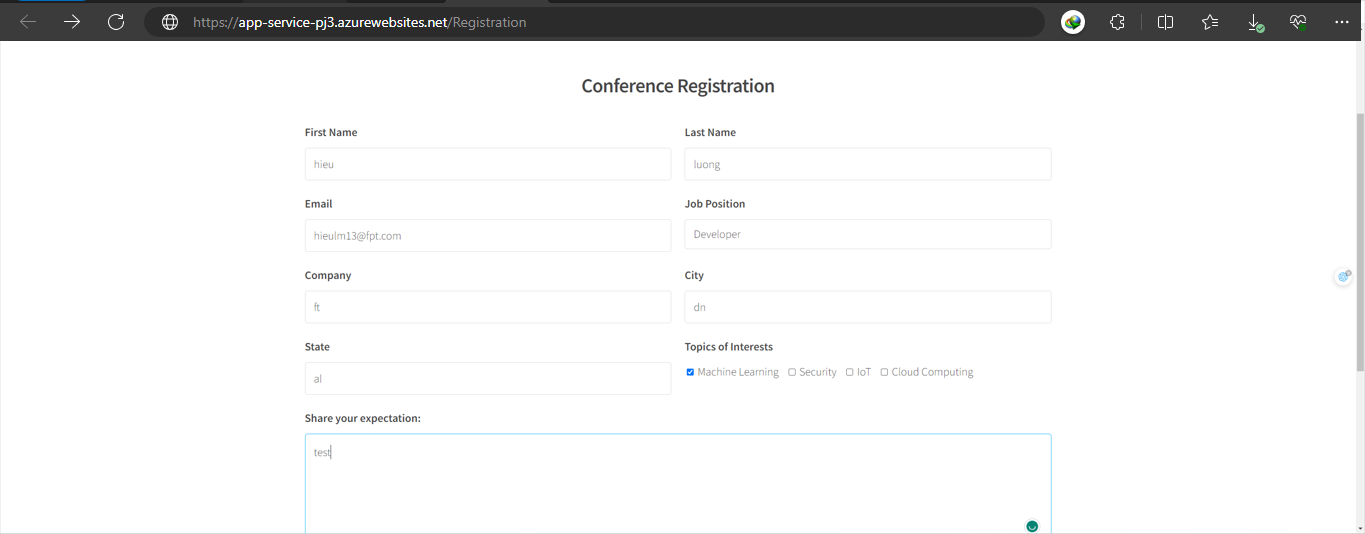 https://app-service-pj3.azurewebsites.net/Registration
Conference Registration
First Name
Last Name
hieu
luong
Email
Job Position
hieulm13@fpt.com
Developer
Company
City
ft
dn
State
Topics of Interests
al
Machine Learning Security IoT Cloud Computing
Share your expectation:
test